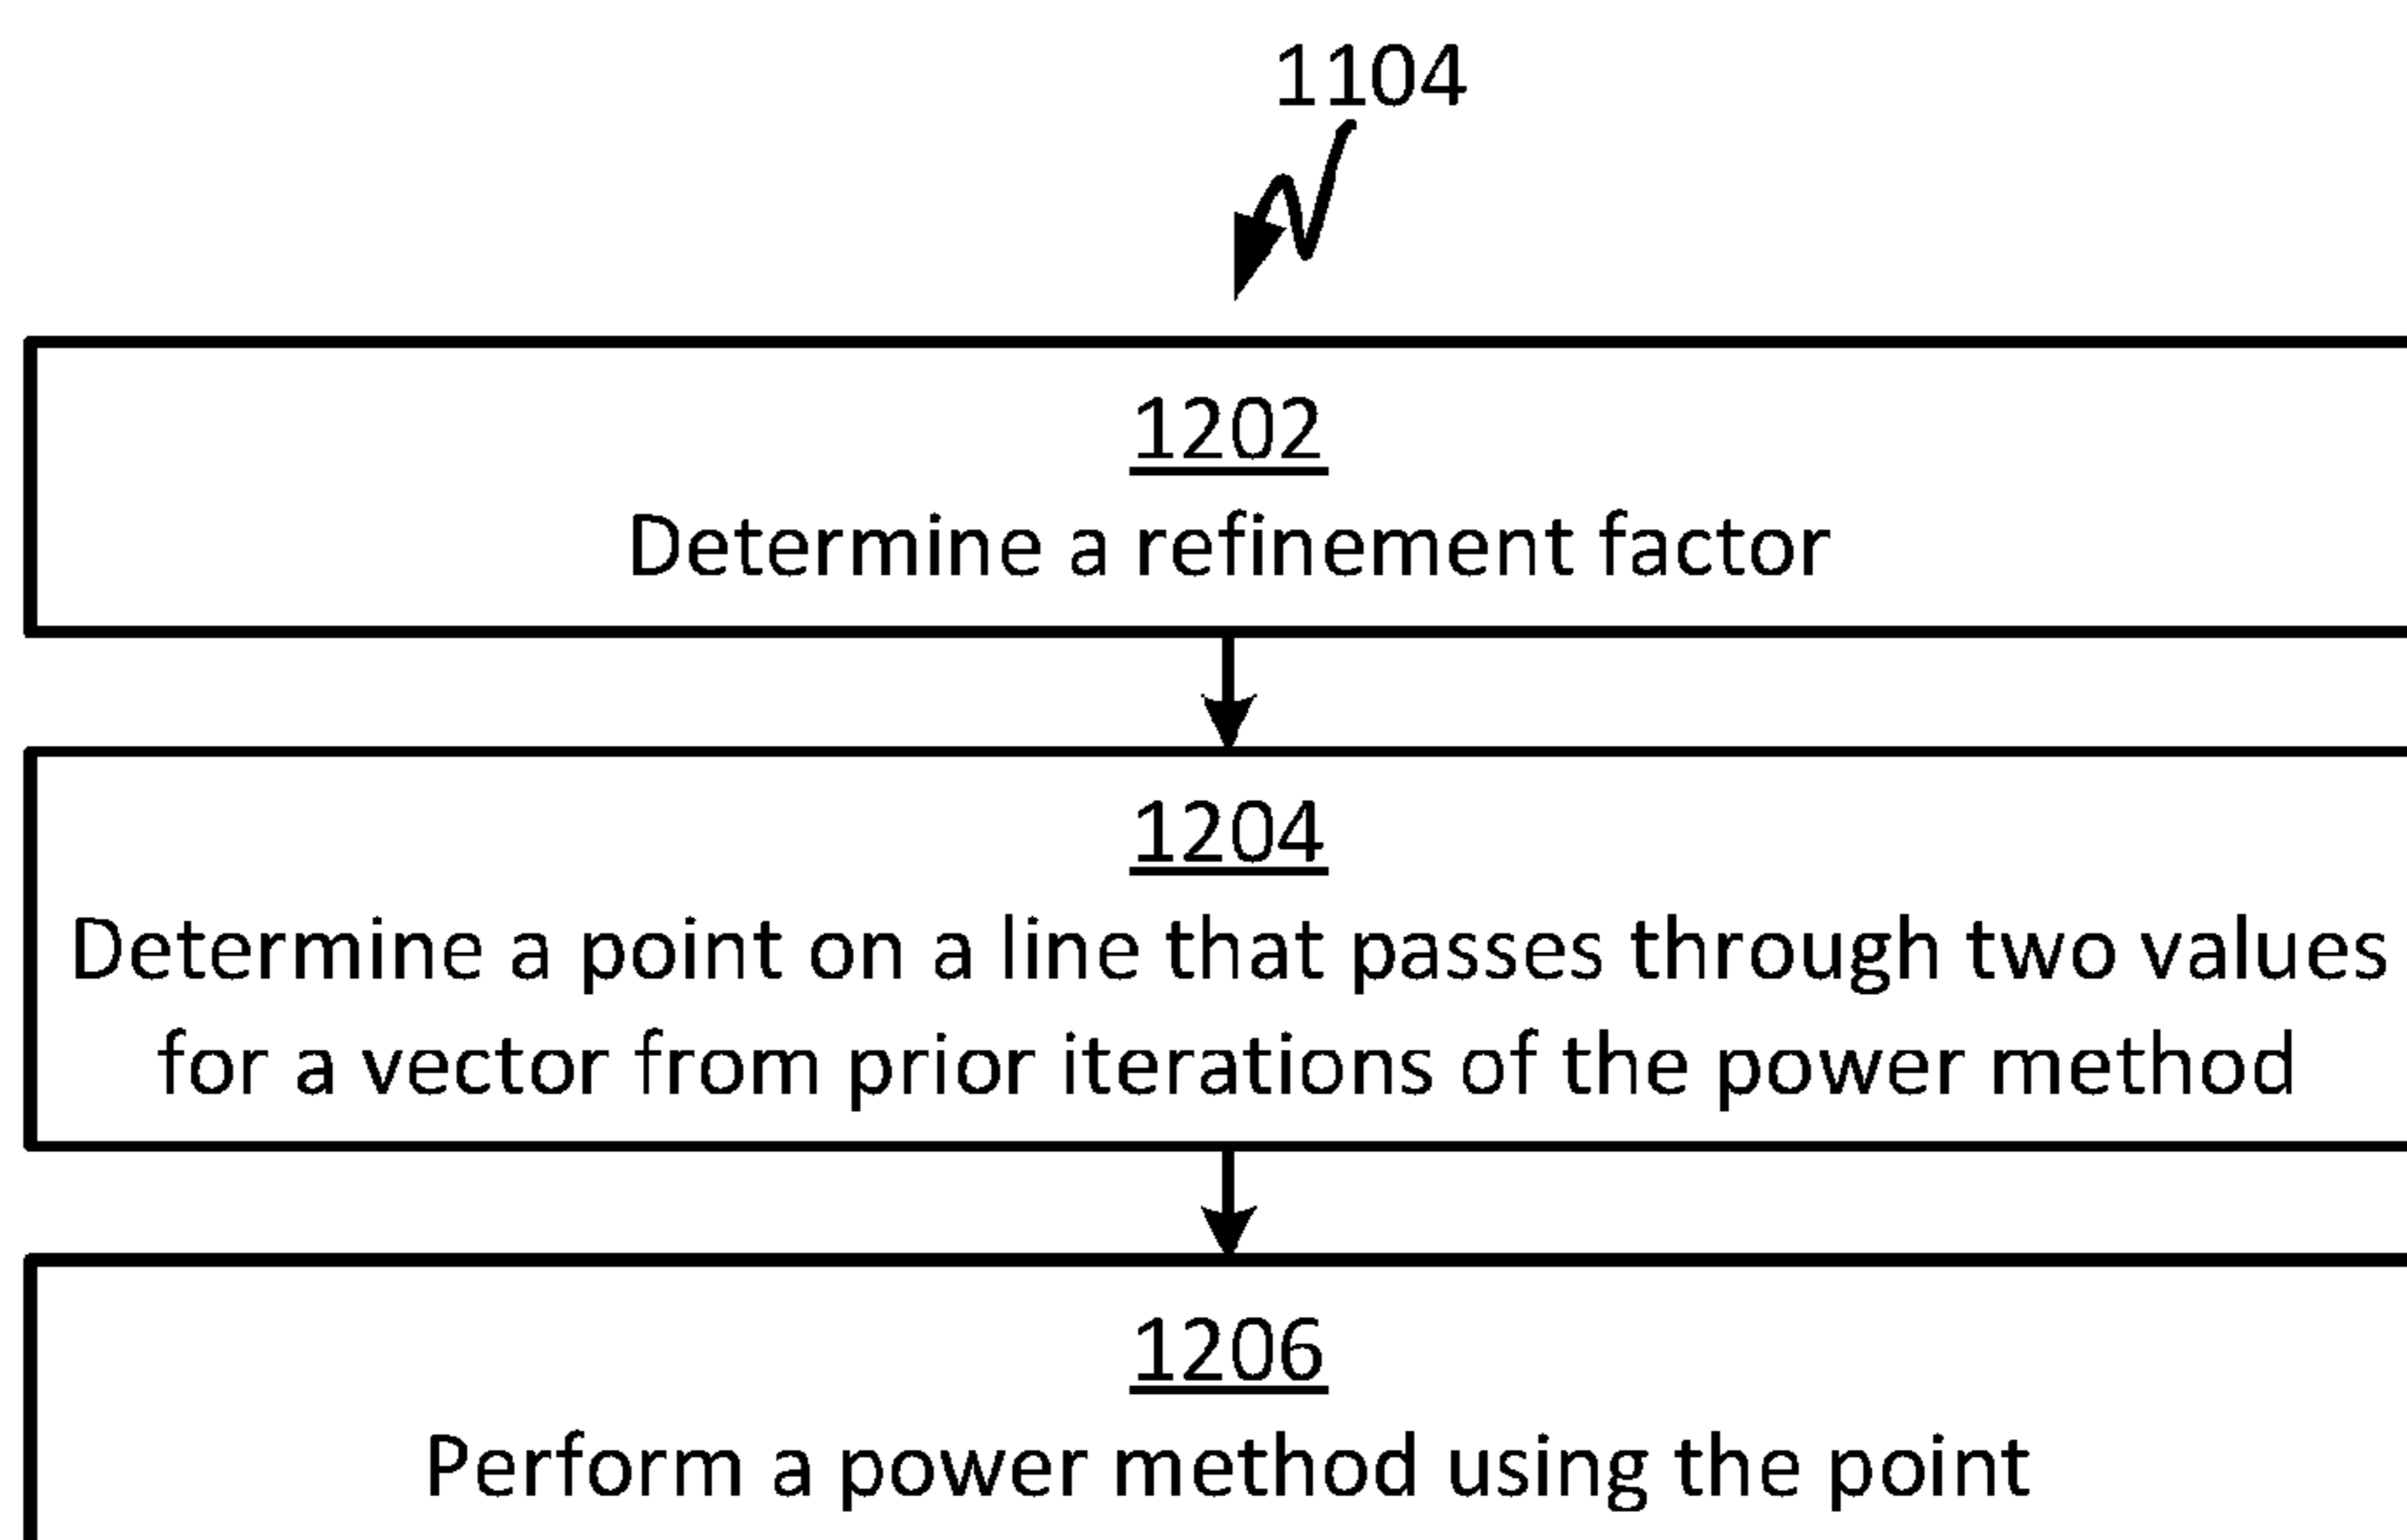 1104
1202
Determine a refinement factor
1204
Determine a point on a line that passes through two values
for a vector from prior iterations of the power method
1206
Perform a power method using the point